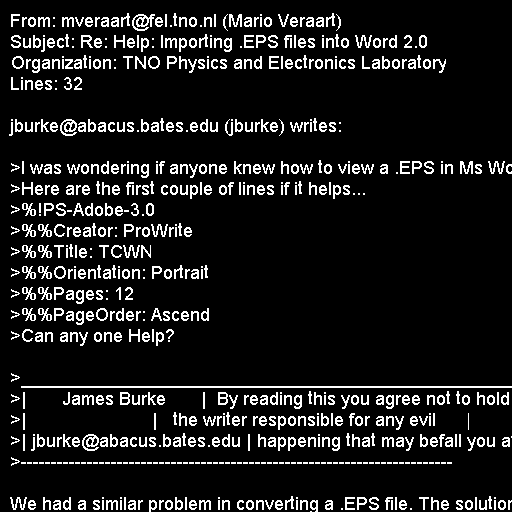 From: mveraart@fel.tno.nl (Mario Veraart)
Subject: Re: Help: Importing .EPS files into Word 2.0
Organization: TNO Physics and Electronics Laboratory
Lines: 32

jburke@abacus.bates.edu (jburke) writes:

>I was wondering if anyone knew how to view a .EPS in Ms Wo
>Here are the first couple of lines if it helps...
>%!PS-Adobe-3.0
>%%Creator: ProWrite
>%%Title: TCWN
>%%Orientation: Portrait
>%%Pages: 12
>%%PageOrder: Ascend
>Can any one Help?

>_______________________________________________________
>|       James Burke       |  By reading this you agree not to hold
>|                         |   the writer responsible for any evil      |
>| jburke@abacus.bates.edu | happening that may befall you a
>------------------------------------------------------------------------

We had a similar problem in converting a .EPS file. The solution